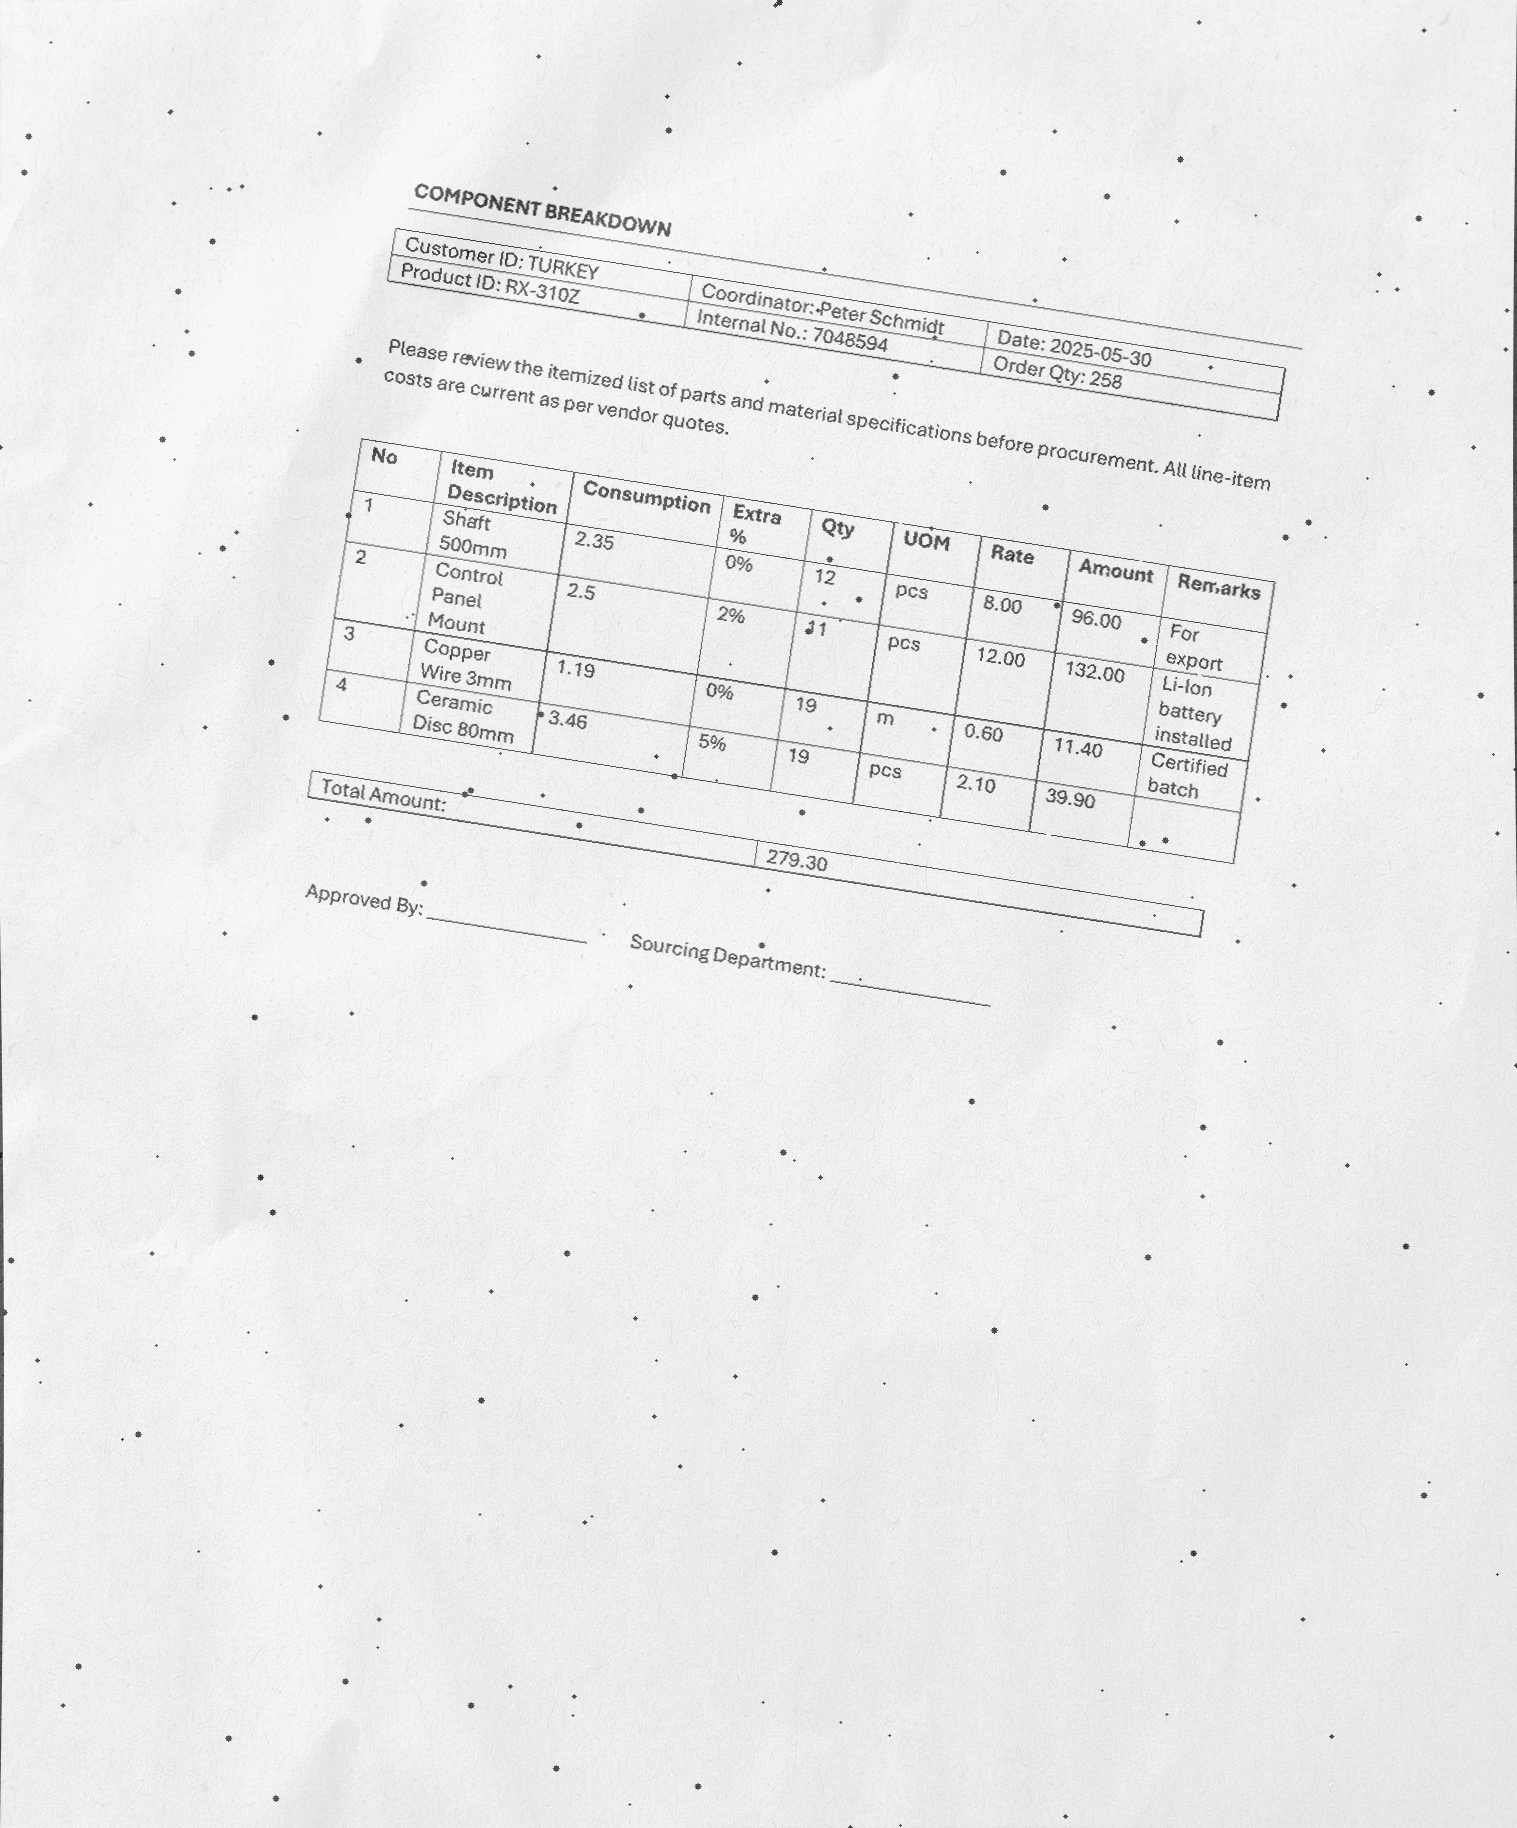 COMPONENT BREAKDOWN
Customer ID: TURKEY Coordinator: Peter Schmidt Date: 2025-05-30
Product ID: RX-310Z Internal No.: 7048594 Order Qty: 258
Please review the itemized list of parts and material specifications before procurement. All line-item
costs are current as per vendor quotes.
No Item Description Consumption Extra % Qty UOM Rate Amount Remarks
1 Shaft 500mm 2.35 0% 12 pcs 8.00 96.00 For export
2 Control Panel Mount 2.5 2% 11 pcs 12.00 132.00 Li-Ion battery installed
3 Copper Wire 3mm 1.19 0% 19 m 0.60 11.40 Certified batch
4 Ceramic Disc 80mm 3.46 5% 19 pcs 2.10 39.90
Total Amount: 279.30
Approved By: ______________ Sourcing Department: ______________